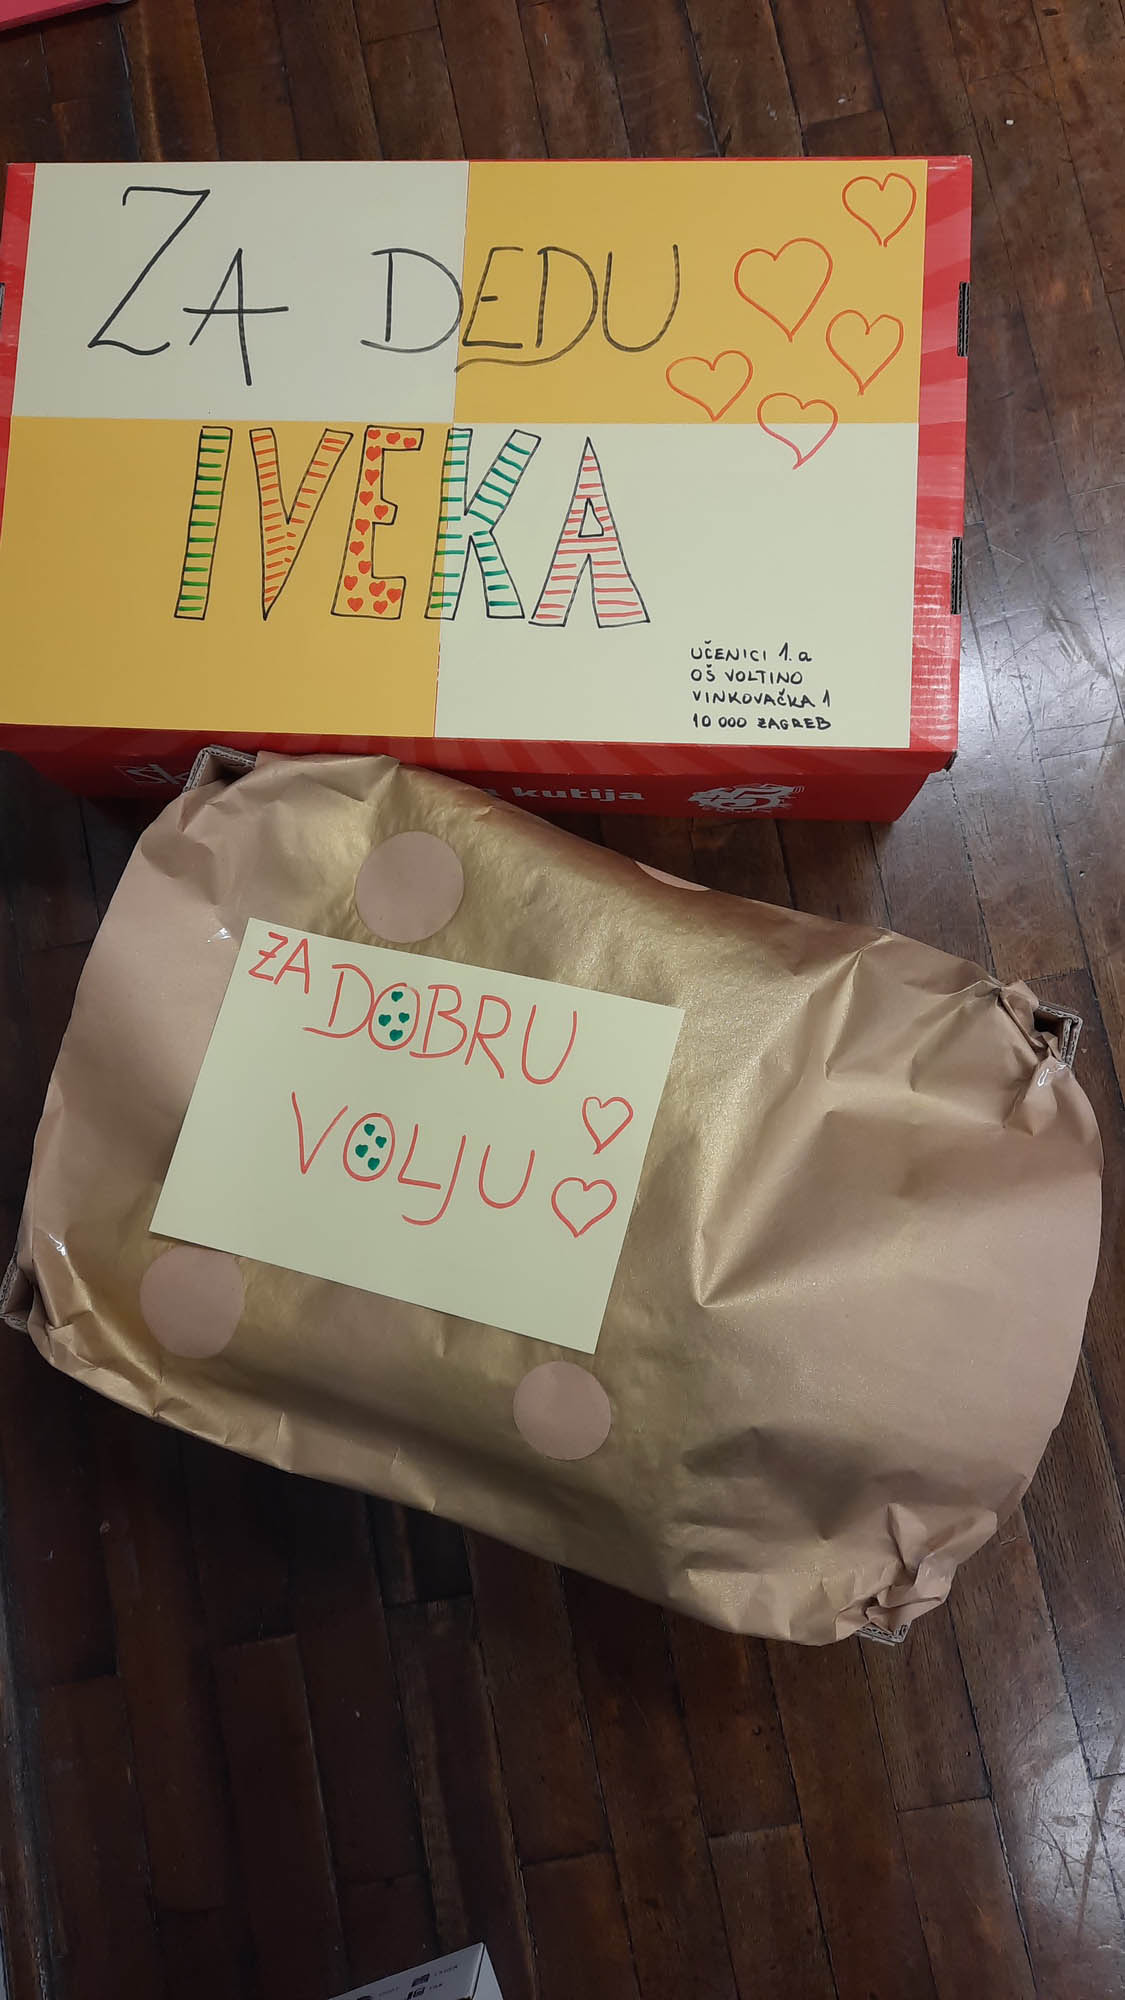 ZA DEDU
IVEKA
UČENICI 1. a
OŠ VOLTINO
VINKOVAČKA 1
10 000 ZAGREB
kutija
ZA DOBRU
VOLJU